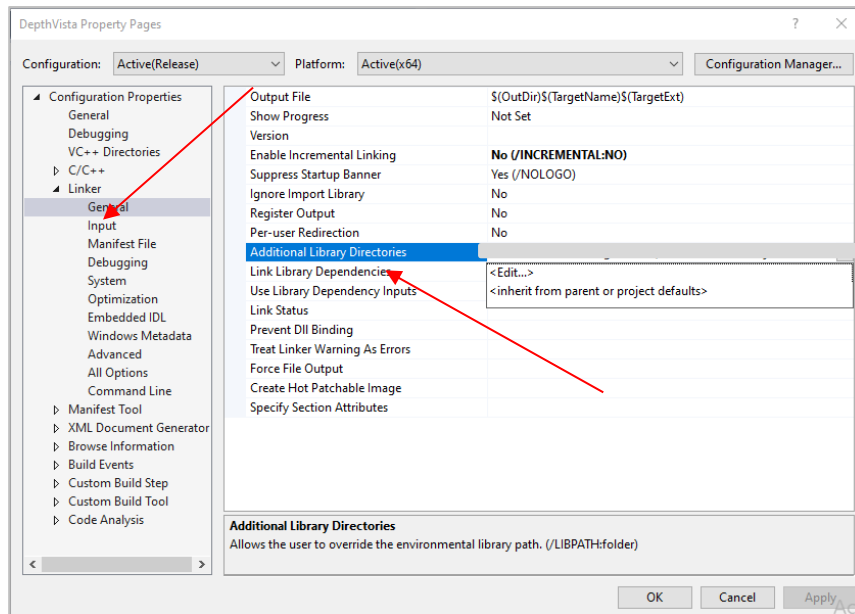 DepthVista Property Pages
Configuration: Active(Release) Platform: Active(x64) Configuration Manager...
Configuration Properties
General
Debugging
VC++ Directories
C/C++
Linker
General
Input
Manifest File
Debugging
System
Optimization
Embedded IDL
Windows Metadata
Advanced
All Options
Command Line
Manifest Tool
XML Document Generator
Browse Information
Build Events
Custom Build Step
Custom Build Tool
Code Analysis
Output File $(OutDir)$(TargetName)$(TargetExt)
Show Progress Not Set
Version
Enable Incremental Linking No (/INCREMENTAL:NO)
Suppress Startup Banner Yes (/NOLOGO)
Ignore Import Library No
Register Output No
Per-user Redirection No
Additional Library Directories
Link Library Dependencies <Edit...>
Use Library Dependency Inputs <inherit from parent or project defaults>
Link Status
Prevent Dll Binding
Treat Linker Warning As Errors
Force File Output
Create Hot Patchable Image
Specify Section Attributes
Additional Library Directories
Allows the user to override the environmental library path. (/LIBPATH:folder)
OK Cancel Apply